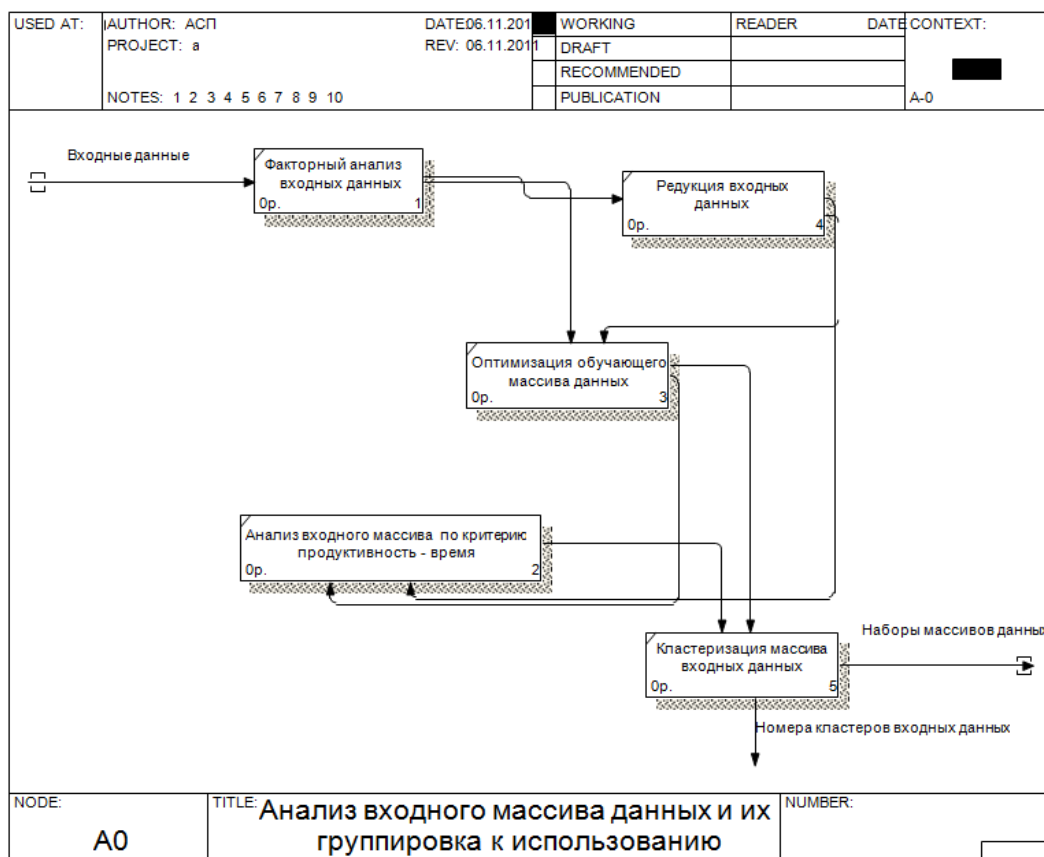 USED AT:
AUTHOR: АСП
DATE:06.11.201
WORKING
READER
DATE
CONTEXT:
PROJECT: а
REV: 06.11.2011
DRAFT
RECOMMENDED
NOTES: 1 2 3 4 5 6 7 8 9 10
PUBLICATION
A-0
Входные данные
Факторный анализ
входных данных
0р.
1
Редукция входных
данных
0р.
4
Оптимизация обучающего
массива данных
0р.
3
Анализ входного массива по критерию
продуктивность - время
0р.
2
Кластеризация массива
входных данных
0р.
5
Наборы массивов данных
Номера кластеров входных данных
NODE:
A0
TITLE:
Анализ входного массива данных и их
группировка к использованию
NUMBER: